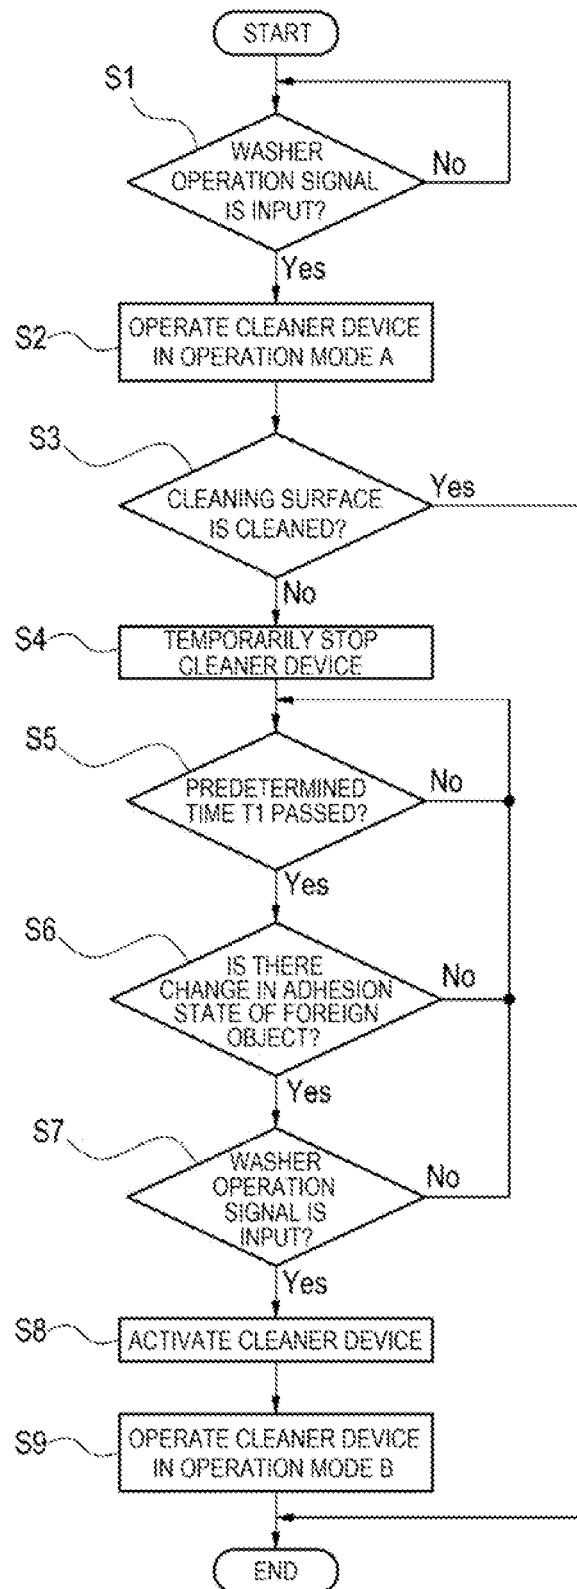 START
S1
WASHER
OPERATION SIGNAL
IS INPUT?
No
Yes
S2
OPERATE CLEANER DEVICE
IN OPERATION MODE A
S3
CLEANING SURFACE
IS CLEANED?
Yes
No
S4
TEMPORARILY STOP
CLEANER DEVICE
S5
PREDETERMINED
TIME T1 PASSED?
No
Yes
S6
IS THERE
CHANGE IN ADHESION
STATE OF FOREIGN
OBJECT?
No
Yes
S7
WASHER
OPERATION
SIGNAL IS
INPUT?
No
Yes
S8
ACTIVATE CLEANER DEVICE
S9
OPERATE CLEANER DEVICE
IN OPERATION MODE B
END